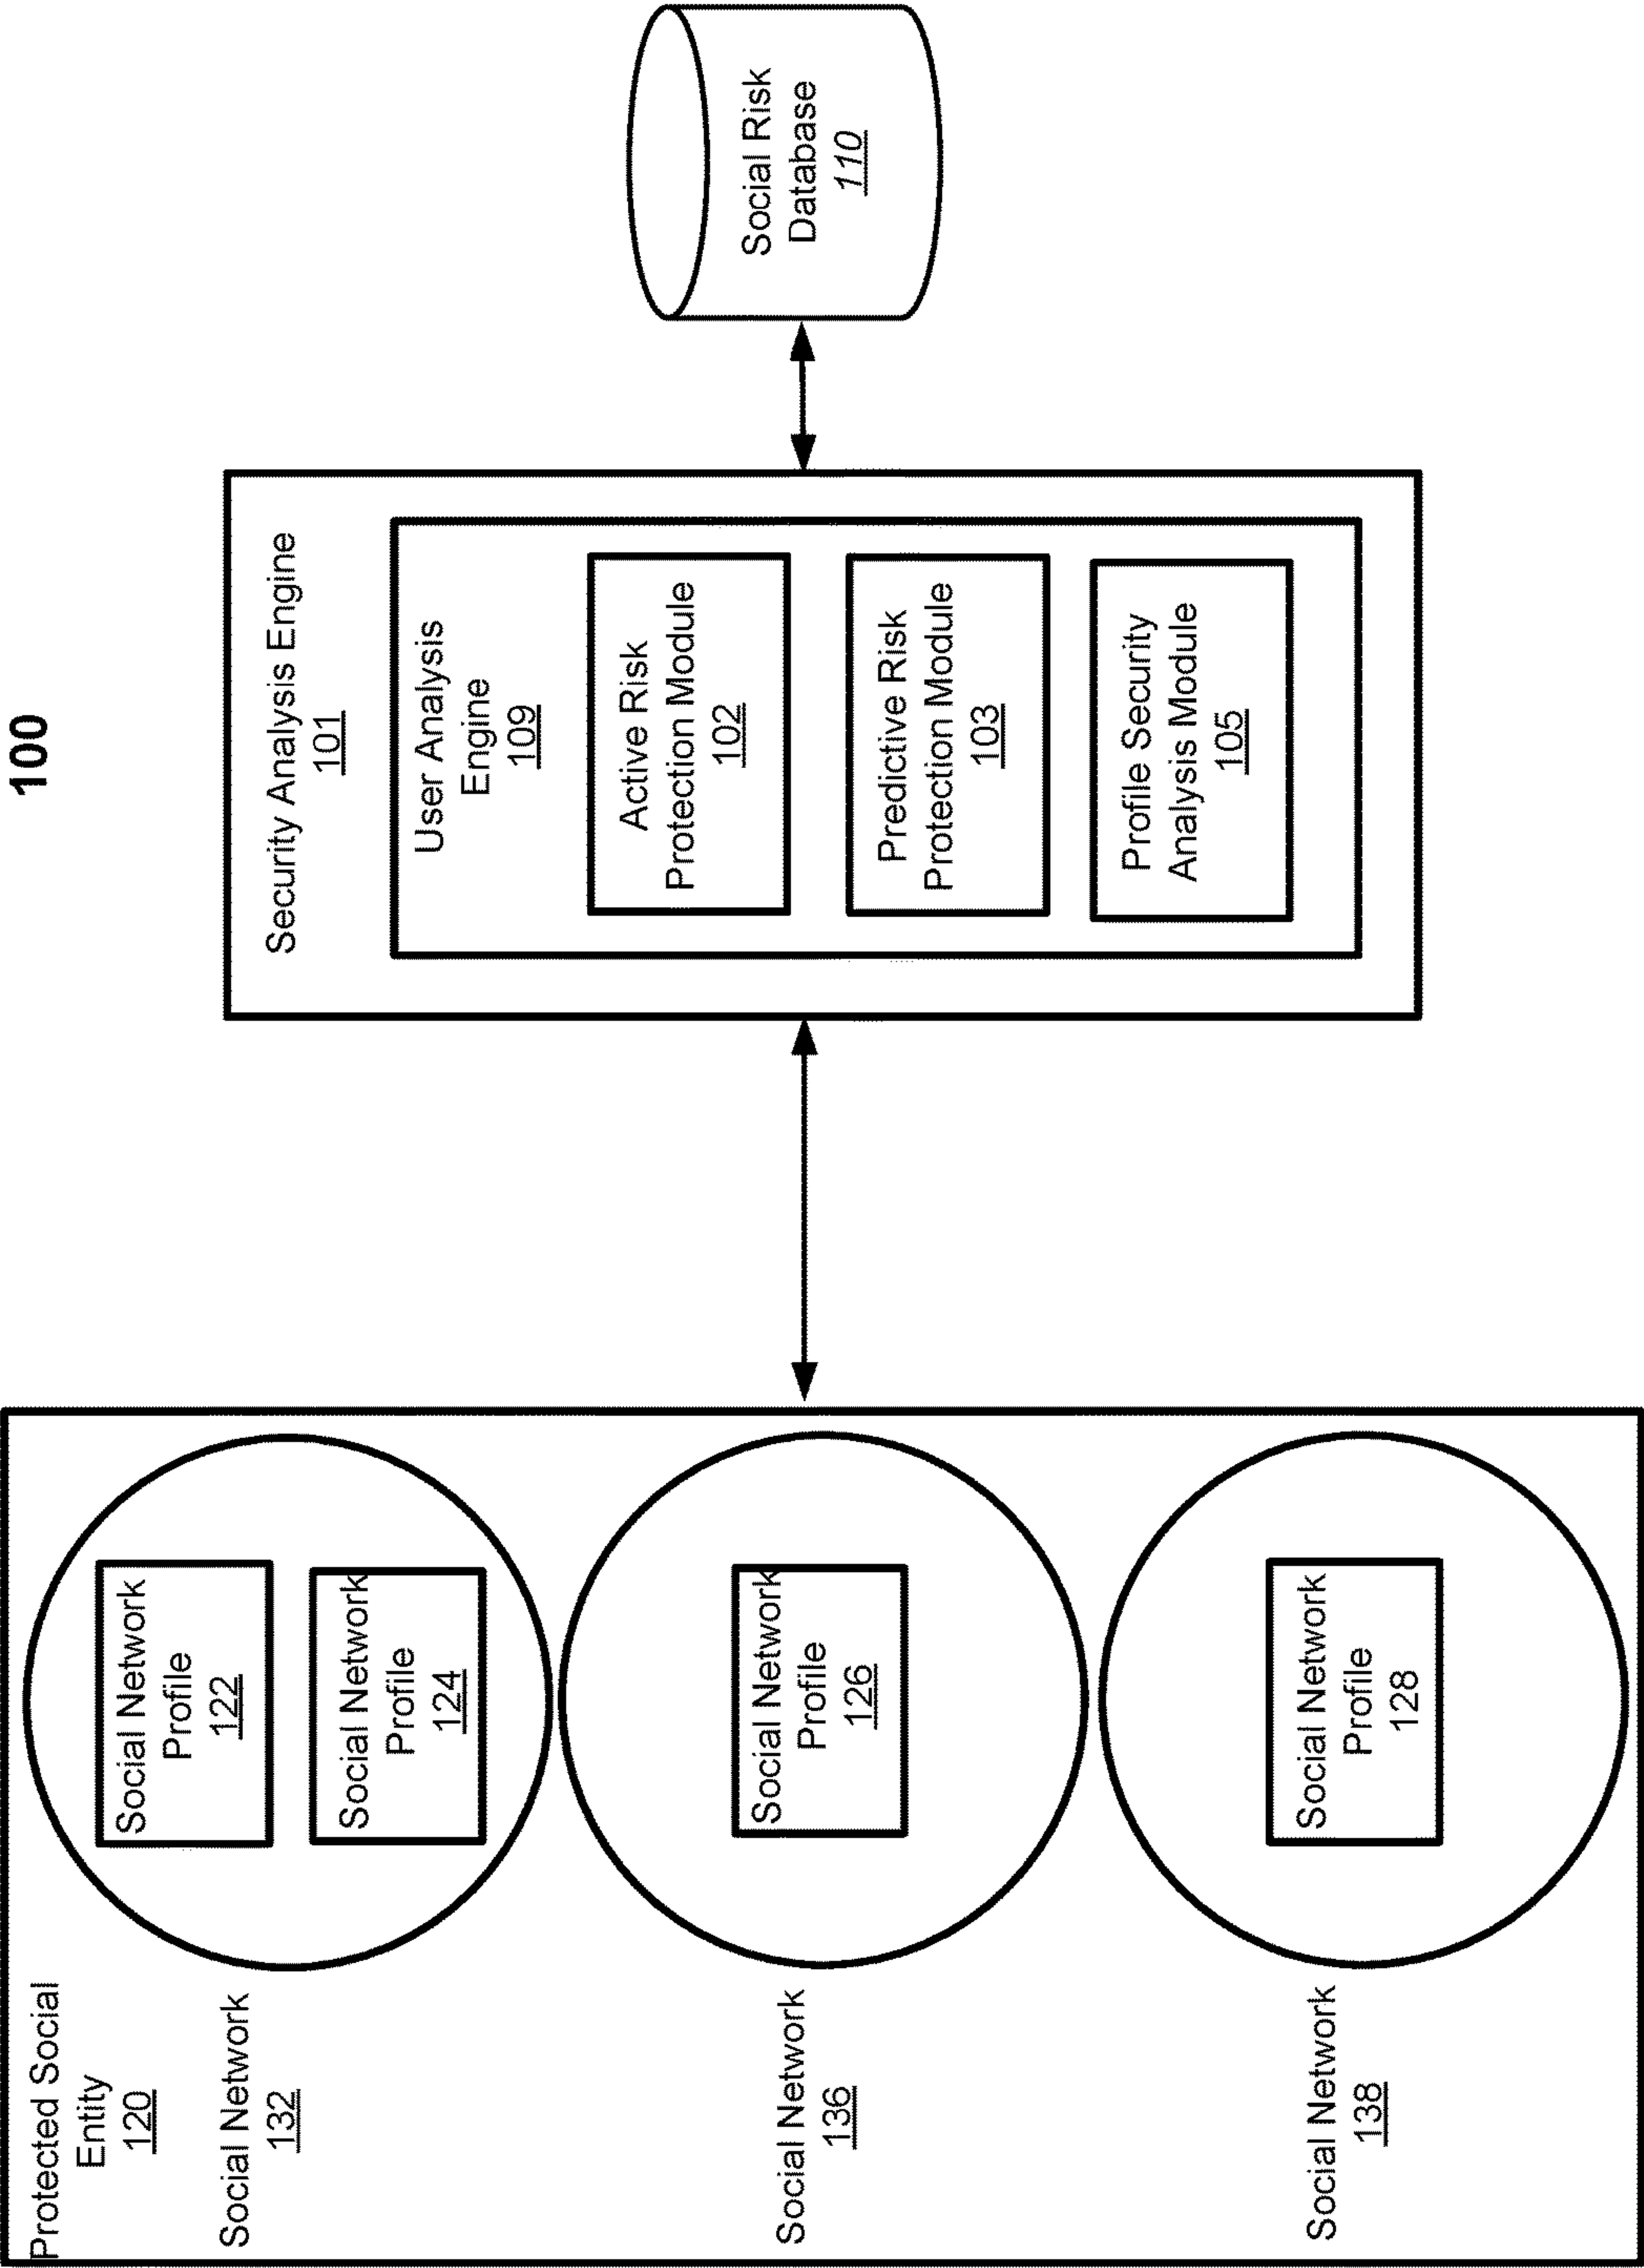 100
Protected Social
Entity
120
Social Network
132
Social Network
Profile
122
Social Network
Profile
124
Social Network
136
Social Network
Profile
126
Social Network
138
Social Network
Profile
128
Security Analysis Engine
101
User Analysis
Engine
109
Active Risk
Protection Module
102
Predictive Risk
Protection Module
103
Profile Security
Analysis Module
105
Social Risk
Database
110